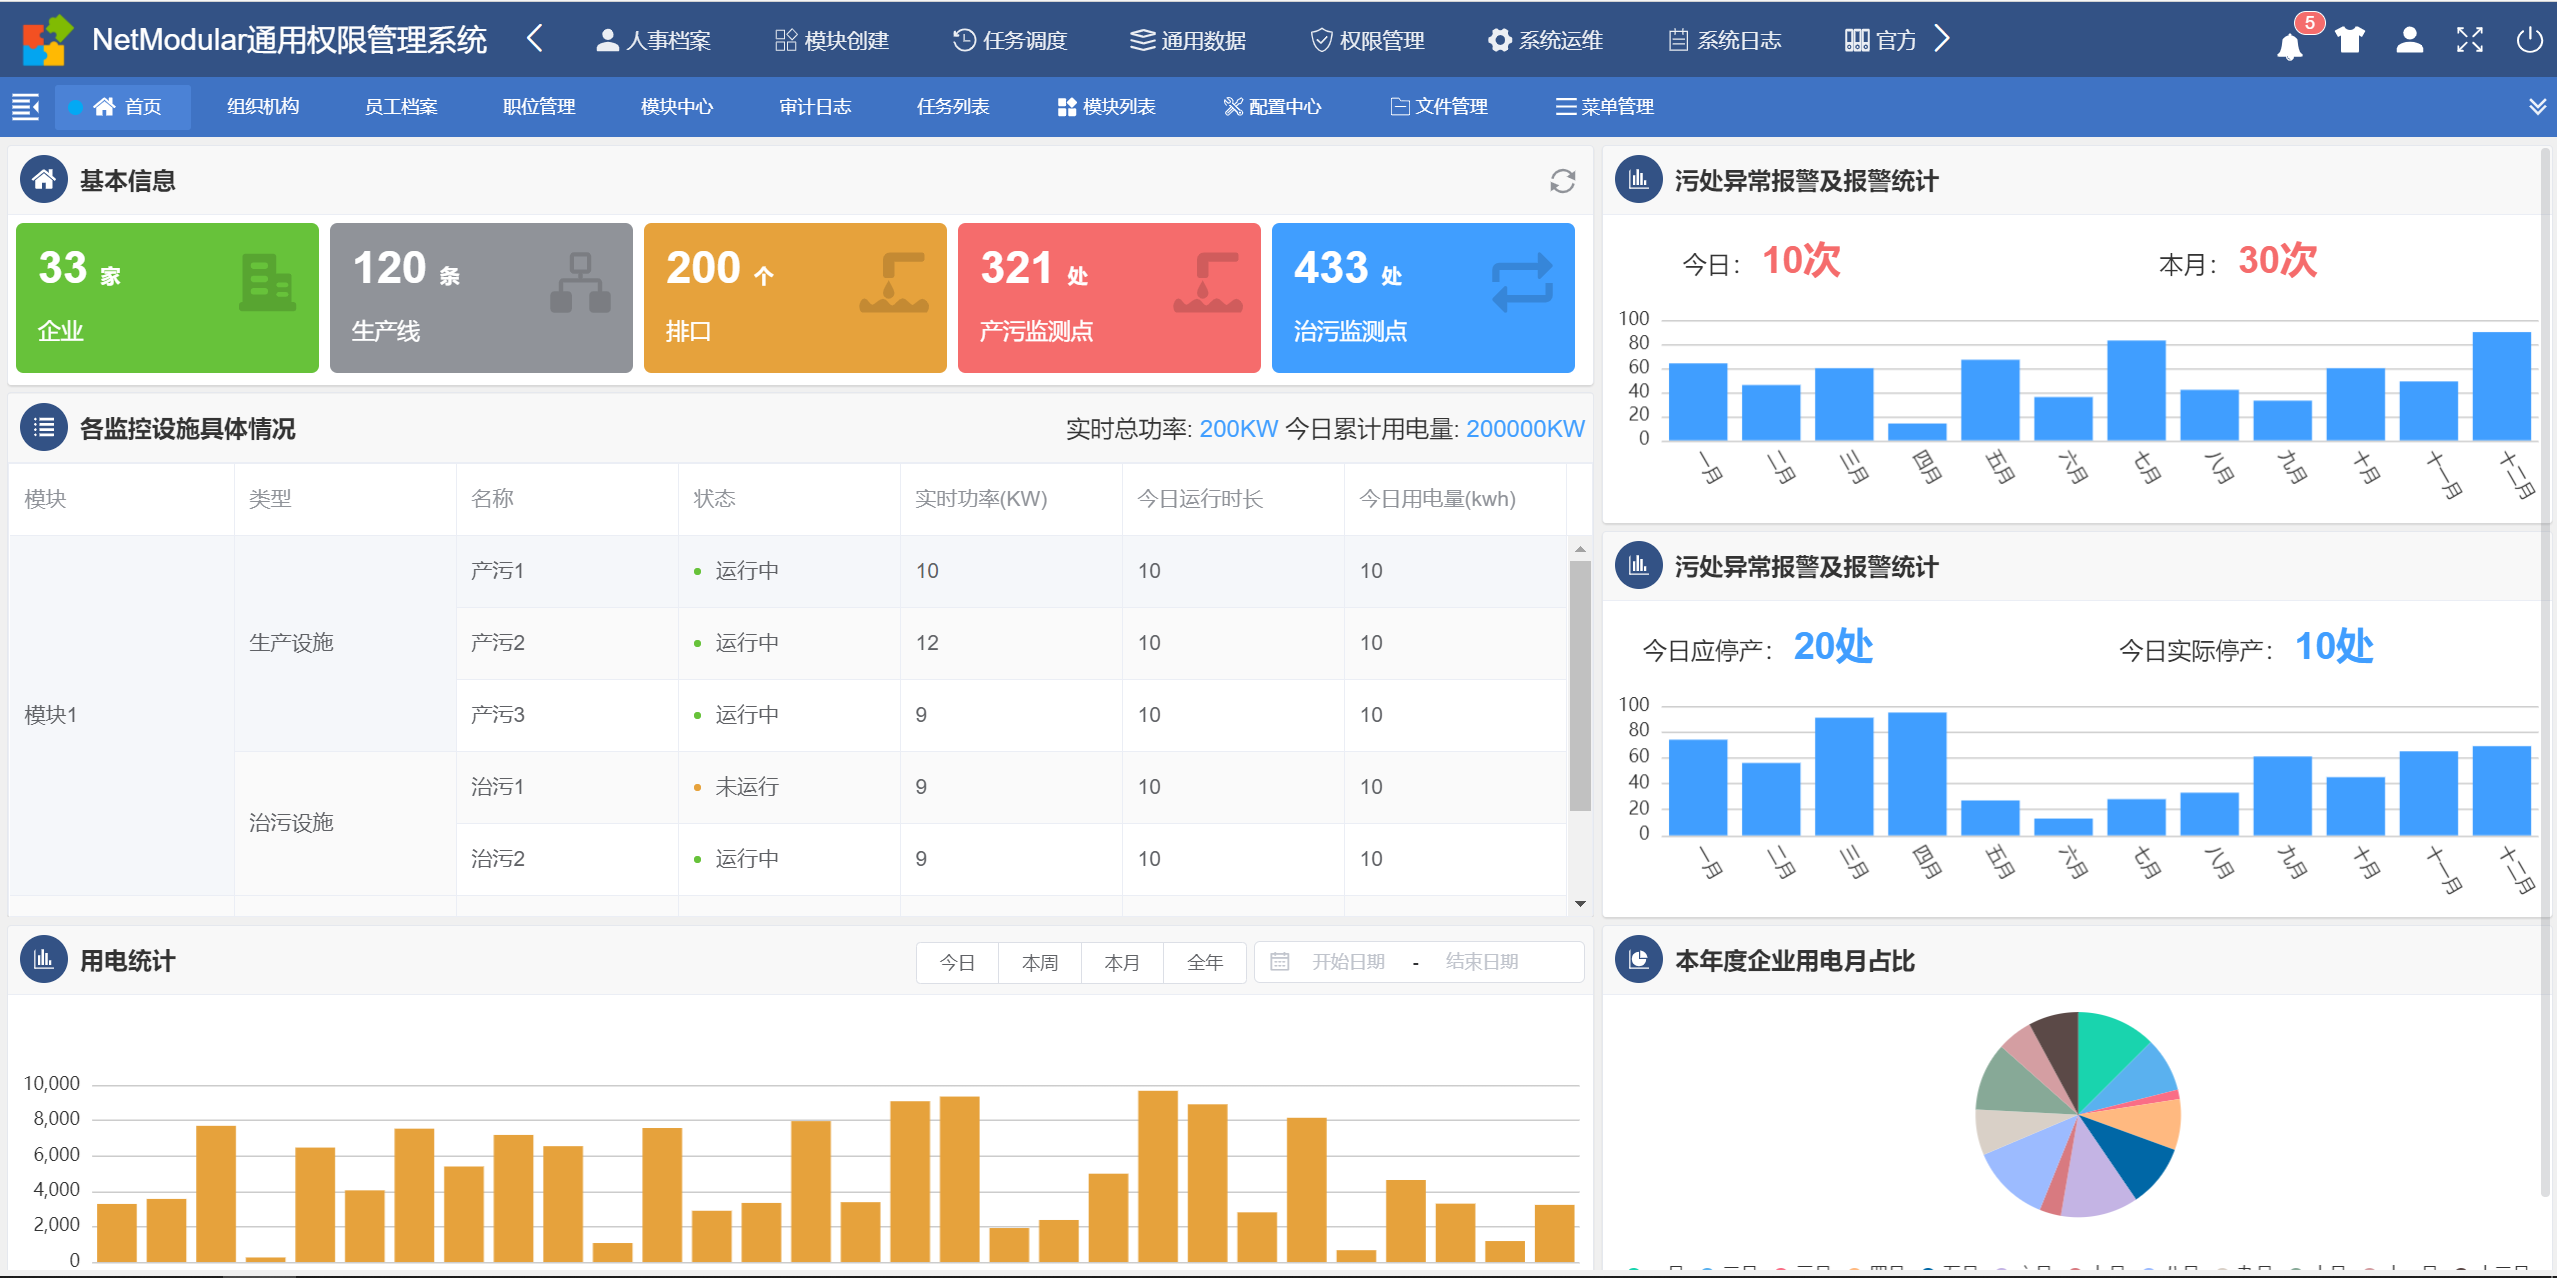 NetModular通用权限管理系统 人事档案 模块创建 任务调度 通用数据 权限管理 系统运维 系统日志 官方 5
首页 组织机构 员工档案 职位管理 模块中心 审计日志 任务列表 模块列表 配置中心 文件管理 菜单管理
基本信息
33 家
企业
120 条
生产线
200 个
排口
321 处
产污监测点
433 处
治污监测点
各监控设施具体情况 实时总功率: 200KW 今日累计用电量: 200000KW
模块 类型 名称 状态 实时功率(KW) 今日运行时长 今日用电量(kwh)
模块1 生产设施 产污1 运行中 10 10 10
产污2 运行中 12 10 10
产污3 运行中 9 10 10
治污设施 治污1 未运行 9 10 10
治污2 运行中 9 10 10
用电统计 今日 本周 本月 全年 开始日期 - 结束日期
10,000
8,000
6,000
4,000
2,000
0
污处异常报警及报警统计
今日： 10次 本月： 30次
100
80
60
40
20
0
一月 二月 三月 四月 五月 六月 七月 八月 九月 十月 十一月 十二月
污处异常报警及报警统计
今日应停产： 20处 今日实际停产： 10处
100
80
60
40
20
0
一月 二月 三月 四月 五月 六月 七月 八月 九月 十月 十一月 十二月
本年度企业用电月占比